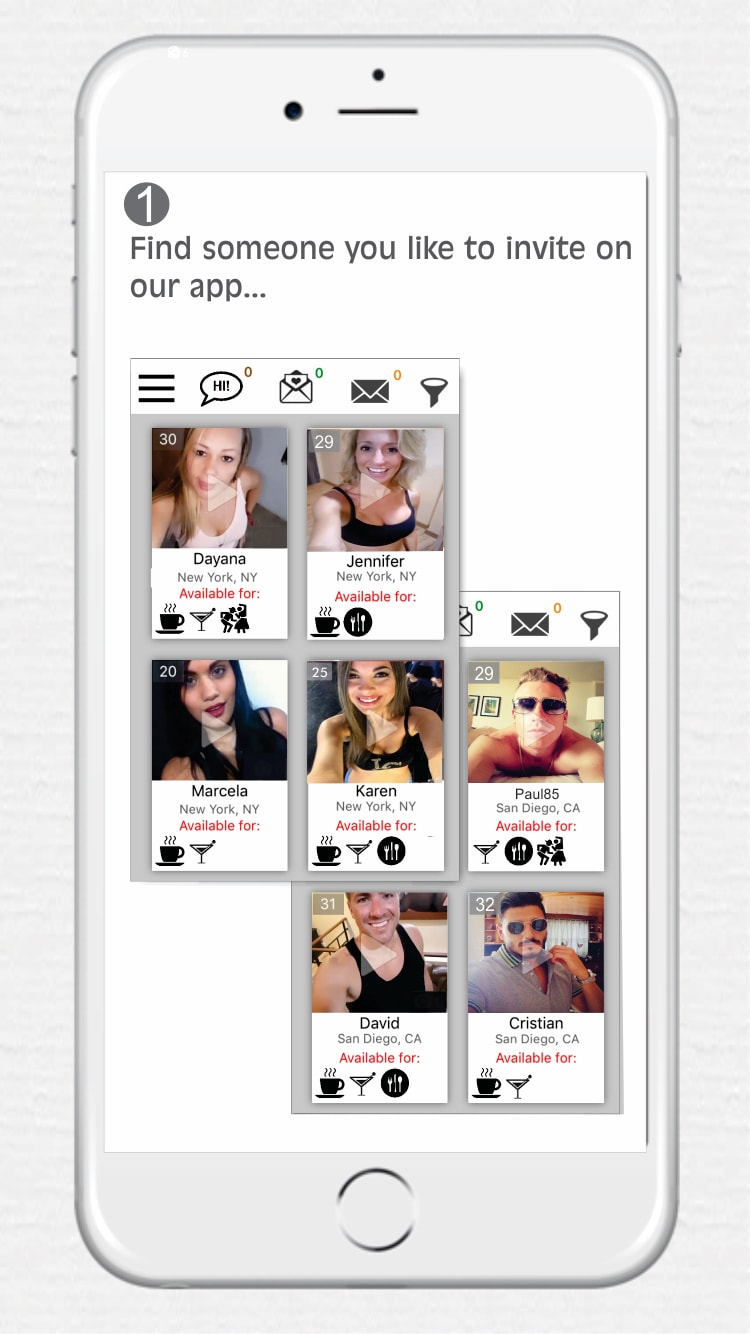 1
Find someone you like to invite on
our app...
HI! 0 0 0
30
Dayana
New York, NY
Available for:
29
Jennifer
New York, NY
Available for:
0 0
20
Marcela
New York, NY
Available for:
25
Karen
New York, NY
Available for:
29
Paul85
San Diego, CA
Available for:
31
David
San Diego, CA
Available for:
32
Cristian
San Diego, CA
Available for: